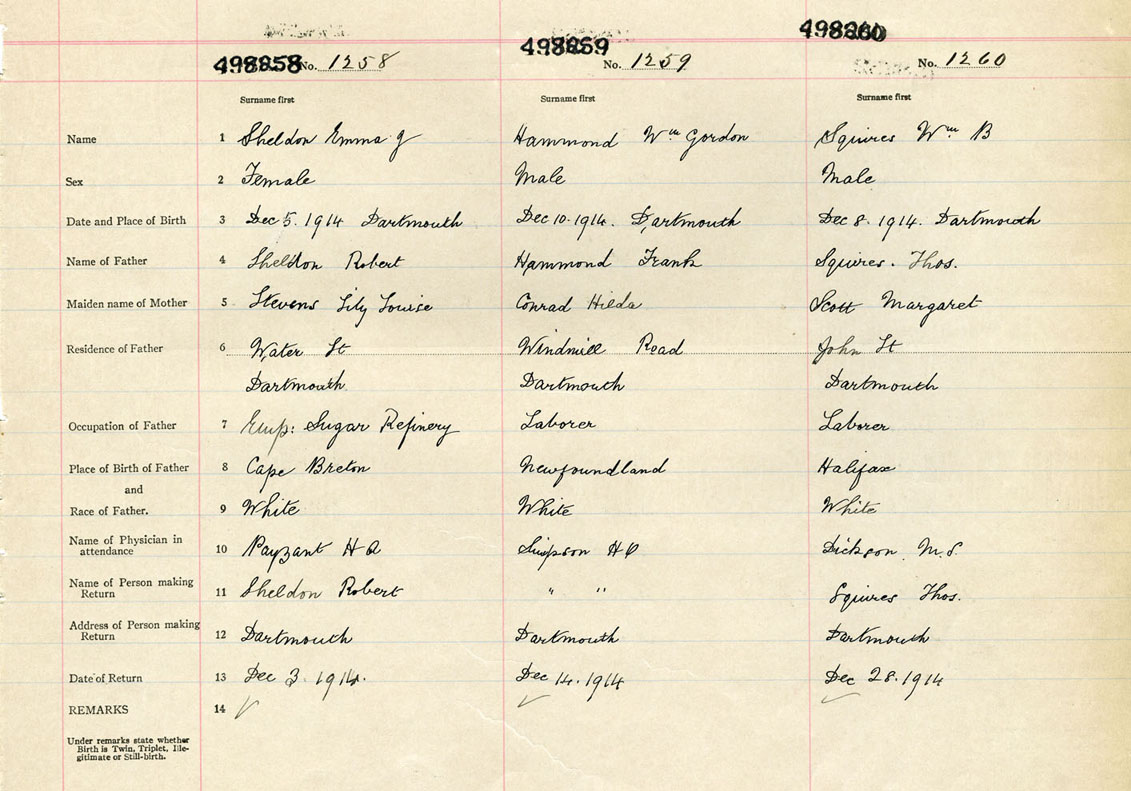 498858 No. 1258 498859 No. 1259 498860 No. 1260
Surname first Surname first Surname first
Name 1 Sheldon Emma J Hammond Wm Gordon Squires Wm B
Sex 2 Female Male Male
Date and Place of Birth 3 Dec 5. 1914 Dartmouth Dec 10. 1914. Dartmouth Dec 8. 1914. Dartmouth
Name of Father 4 Sheldon Robert Hammond Frank Squires. Thos.
Maiden name of Mother 5 Stevens Lily Louise Conrad Hilda Scott Margaret
Residence of Father 6 Water St Windmill Road John St
Dartmouth. Dartmouth Dartmouth
Occupation of Father 7 Emp: Sugar Refinery Laborer Laborer
Place of Birth of Father 8 Cape Breton Newfoundland Halifax
and
Race of Father. 9 White White White
Name of Physician in
attendance 10 Payzant H A Simpson H O Dickson M.S.
Name of Person making
Return 11 Sheldon Robert " " Squires Thos.
Address of Person making
Return 12 Dartmouth Dartmouth Dartmouth
Date of Return 13 Dec 3. 1914. Dec 14. 1914 Dec 28. 1914
REMARKS 14 ✓ ✓ ✓
Under remarks state whether
Birth is Twin, Triplet, Ille-
gitimate or Still-birth.